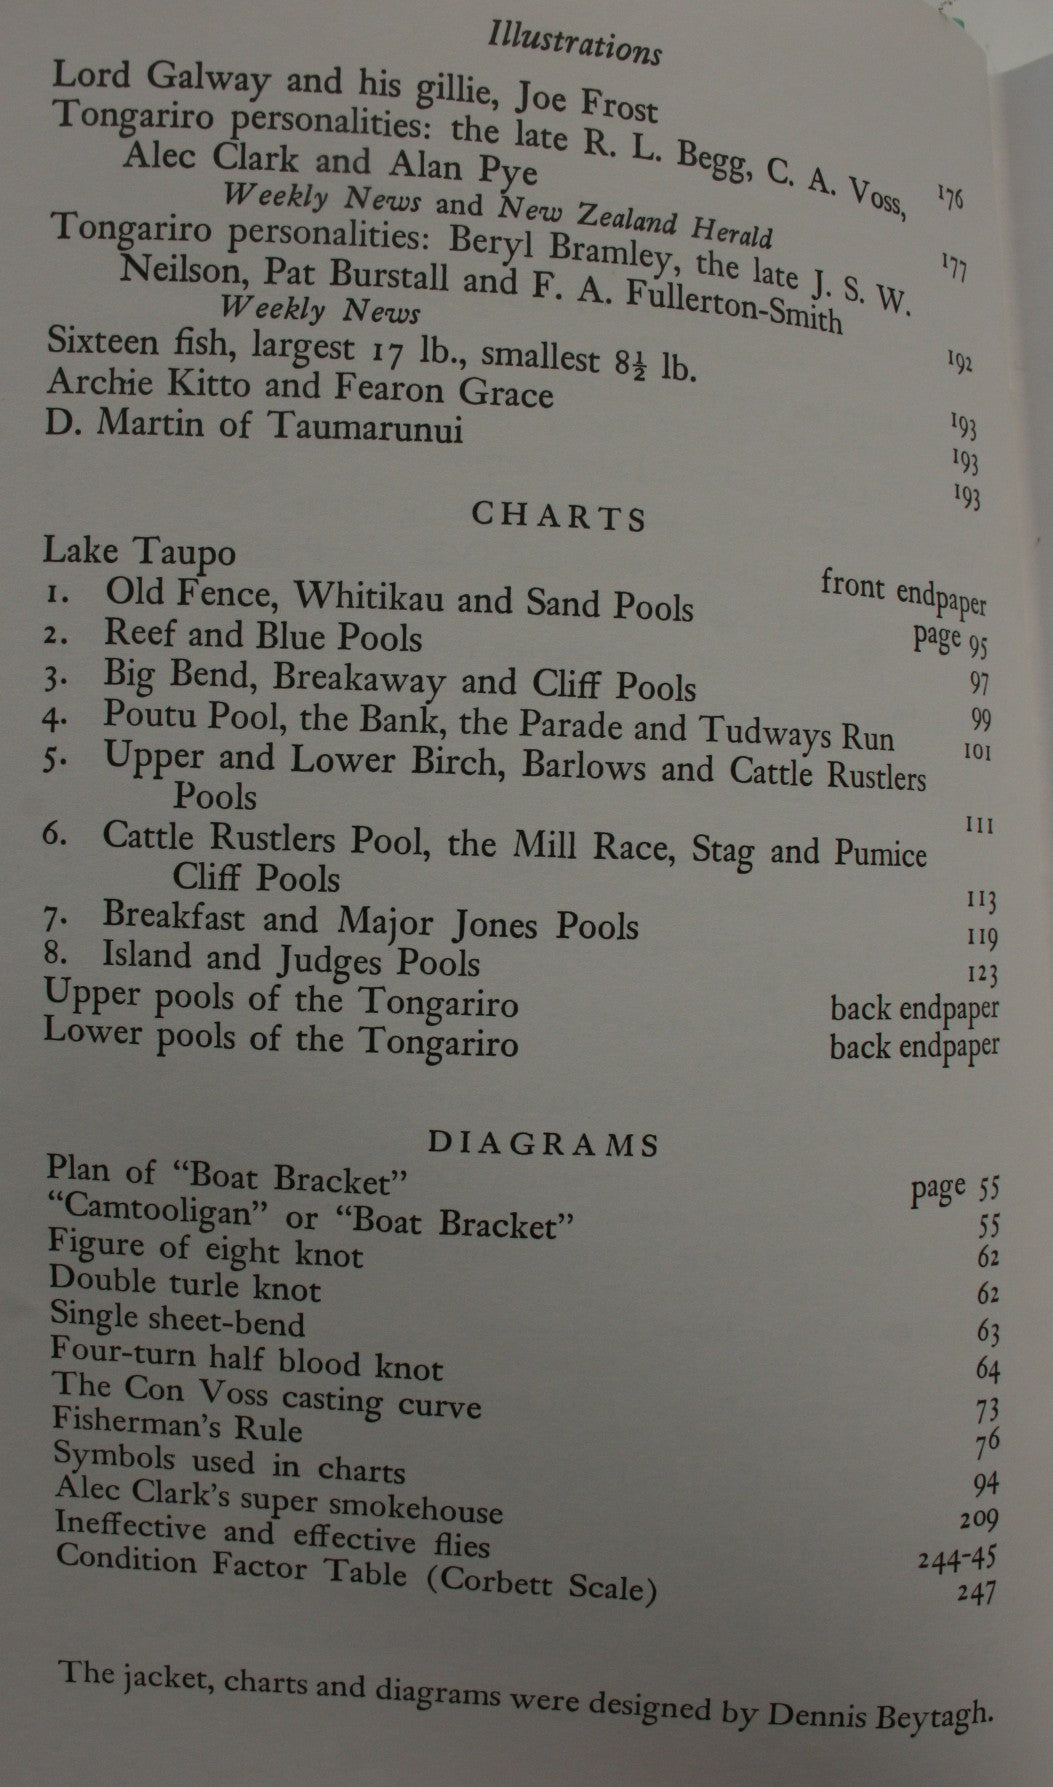 Illustrations
Lord Galway and his gillie, Joe Frost 176
Tongariro personalities: the late R. L. Begg, C. A. Voss,
Alec Clark and Alan Pye 177
Weekly News and New Zealand Herald
Tongariro personalities: Beryl Bramley, the late J. S. W.
Neilson, Pat Burstall and F. A. Fullerton-Smith 192
Weekly News
Sixteen fish, largest 17 lb., smallest 8½ lb. 193
Archie Kitto and Fearon Grace 193
D. Martin of Taumarunui 193
CHARTS
Lake Taupo front endpaper
1. Old Fence, Whitikau and Sand Pools page 95
2. Reef and Blue Pools 97
3. Big Bend, Breakaway and Cliff Pools 99
4. Poutu Pool, the Bank, the Parade and Tudways Run 101
5. Upper and Lower Birch, Barlows and Cattle Rustlers
Pools 111
6. Cattle Rustlers Pool, the Mill Race, Stag and Pumice
Cliff Pools 113
7. Breakfast and Major Jones Pools 119
8. Island and Judges Pools 123
Upper pools of the Tongariro back endpaper
Lower pools of the Tongariro back endpaper
DIAGRAMS
Plan of “Boat Bracket” page 55
“Camtooligan” or “Boat Bracket” 55
Figure of eight knot 62
Double turle knot 62
Single sheet-bend 63
Four-turn half blood knot 64
The Con Voss casting curve 73
Fisherman’s Rule 76
Symbols used in charts 94
Alec Clark’s super smokehouse 209
Ineffective and effective flies 244-45
Condition Factor Table (Corbett Scale) 247
The jacket, charts and diagrams were designed by Dennis Beytagh.